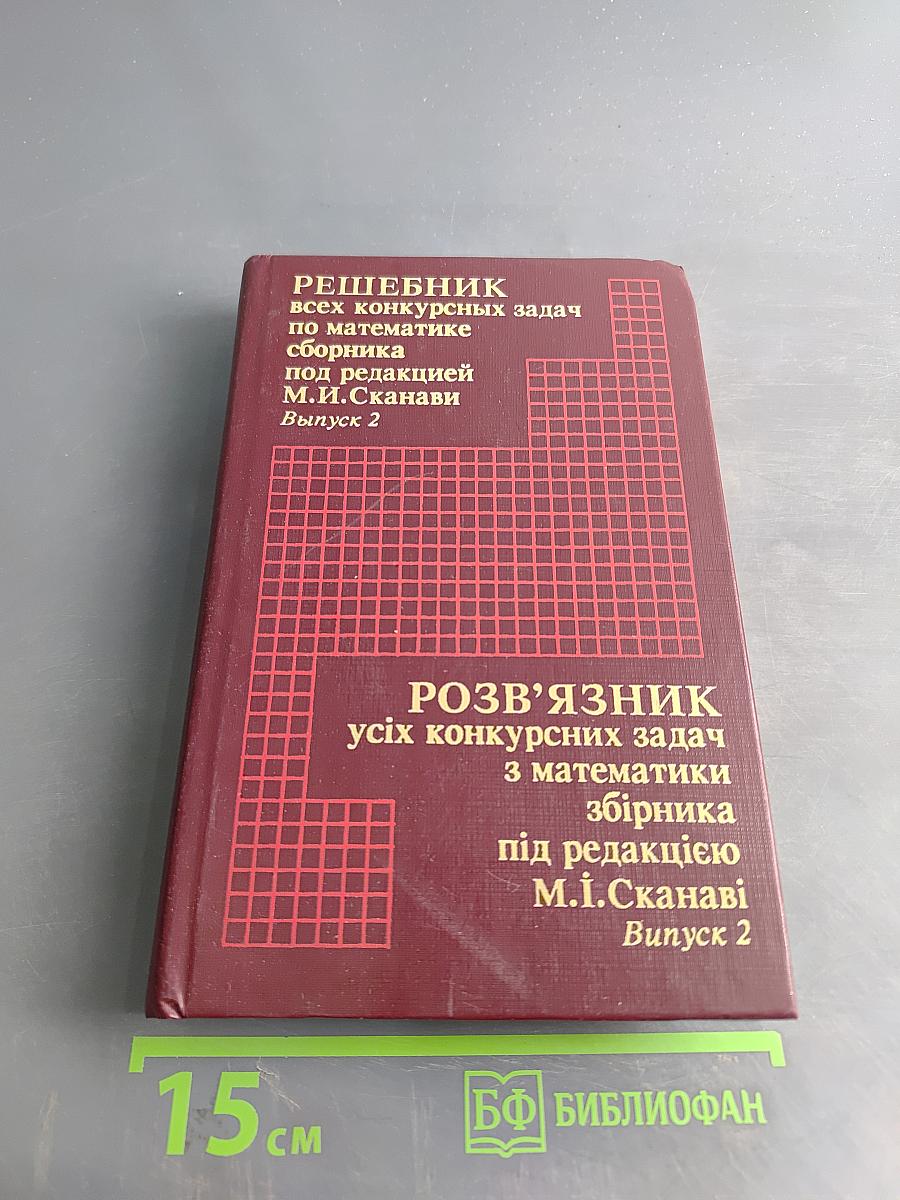 РЕШЕБНИК
всех конкурсных задач
по математике
сборника
под редакцией
М.И.Сканави
Выпуск 2
РОЗВ'ЯЗНИК
усіх конкурсних задач
з математики
збірника
під редакцією
М.І.Сканаві
Випуск 2
15 см
БФ БИБЛИОФАН